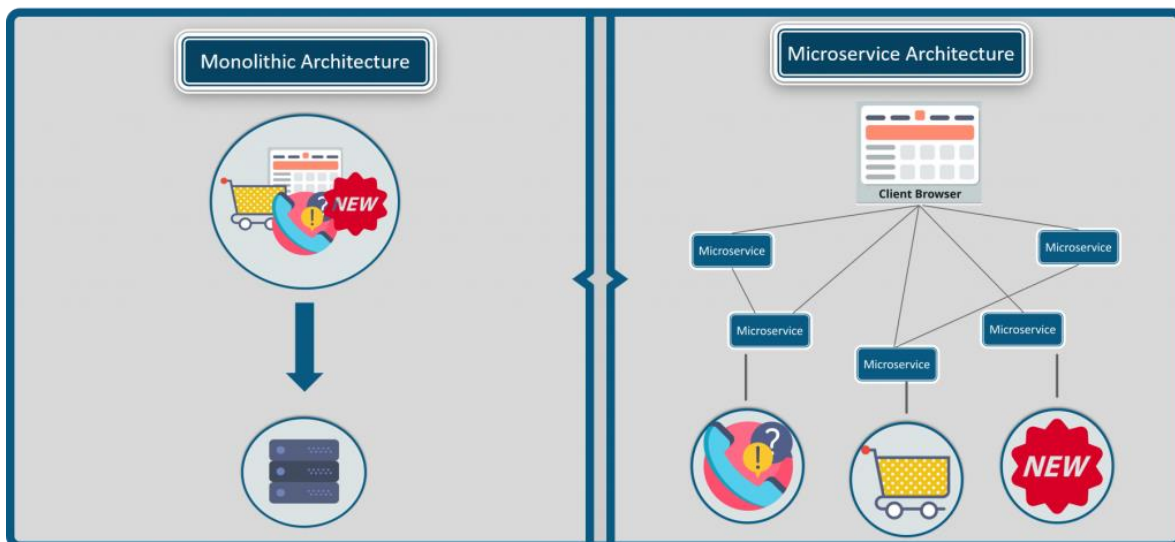 Monolithic Architecture
NEW
?
!
Microservice Architecture
Client Browser
Microservice
Microservice
Microservice
Microservice
Microservice
?
!
NEW